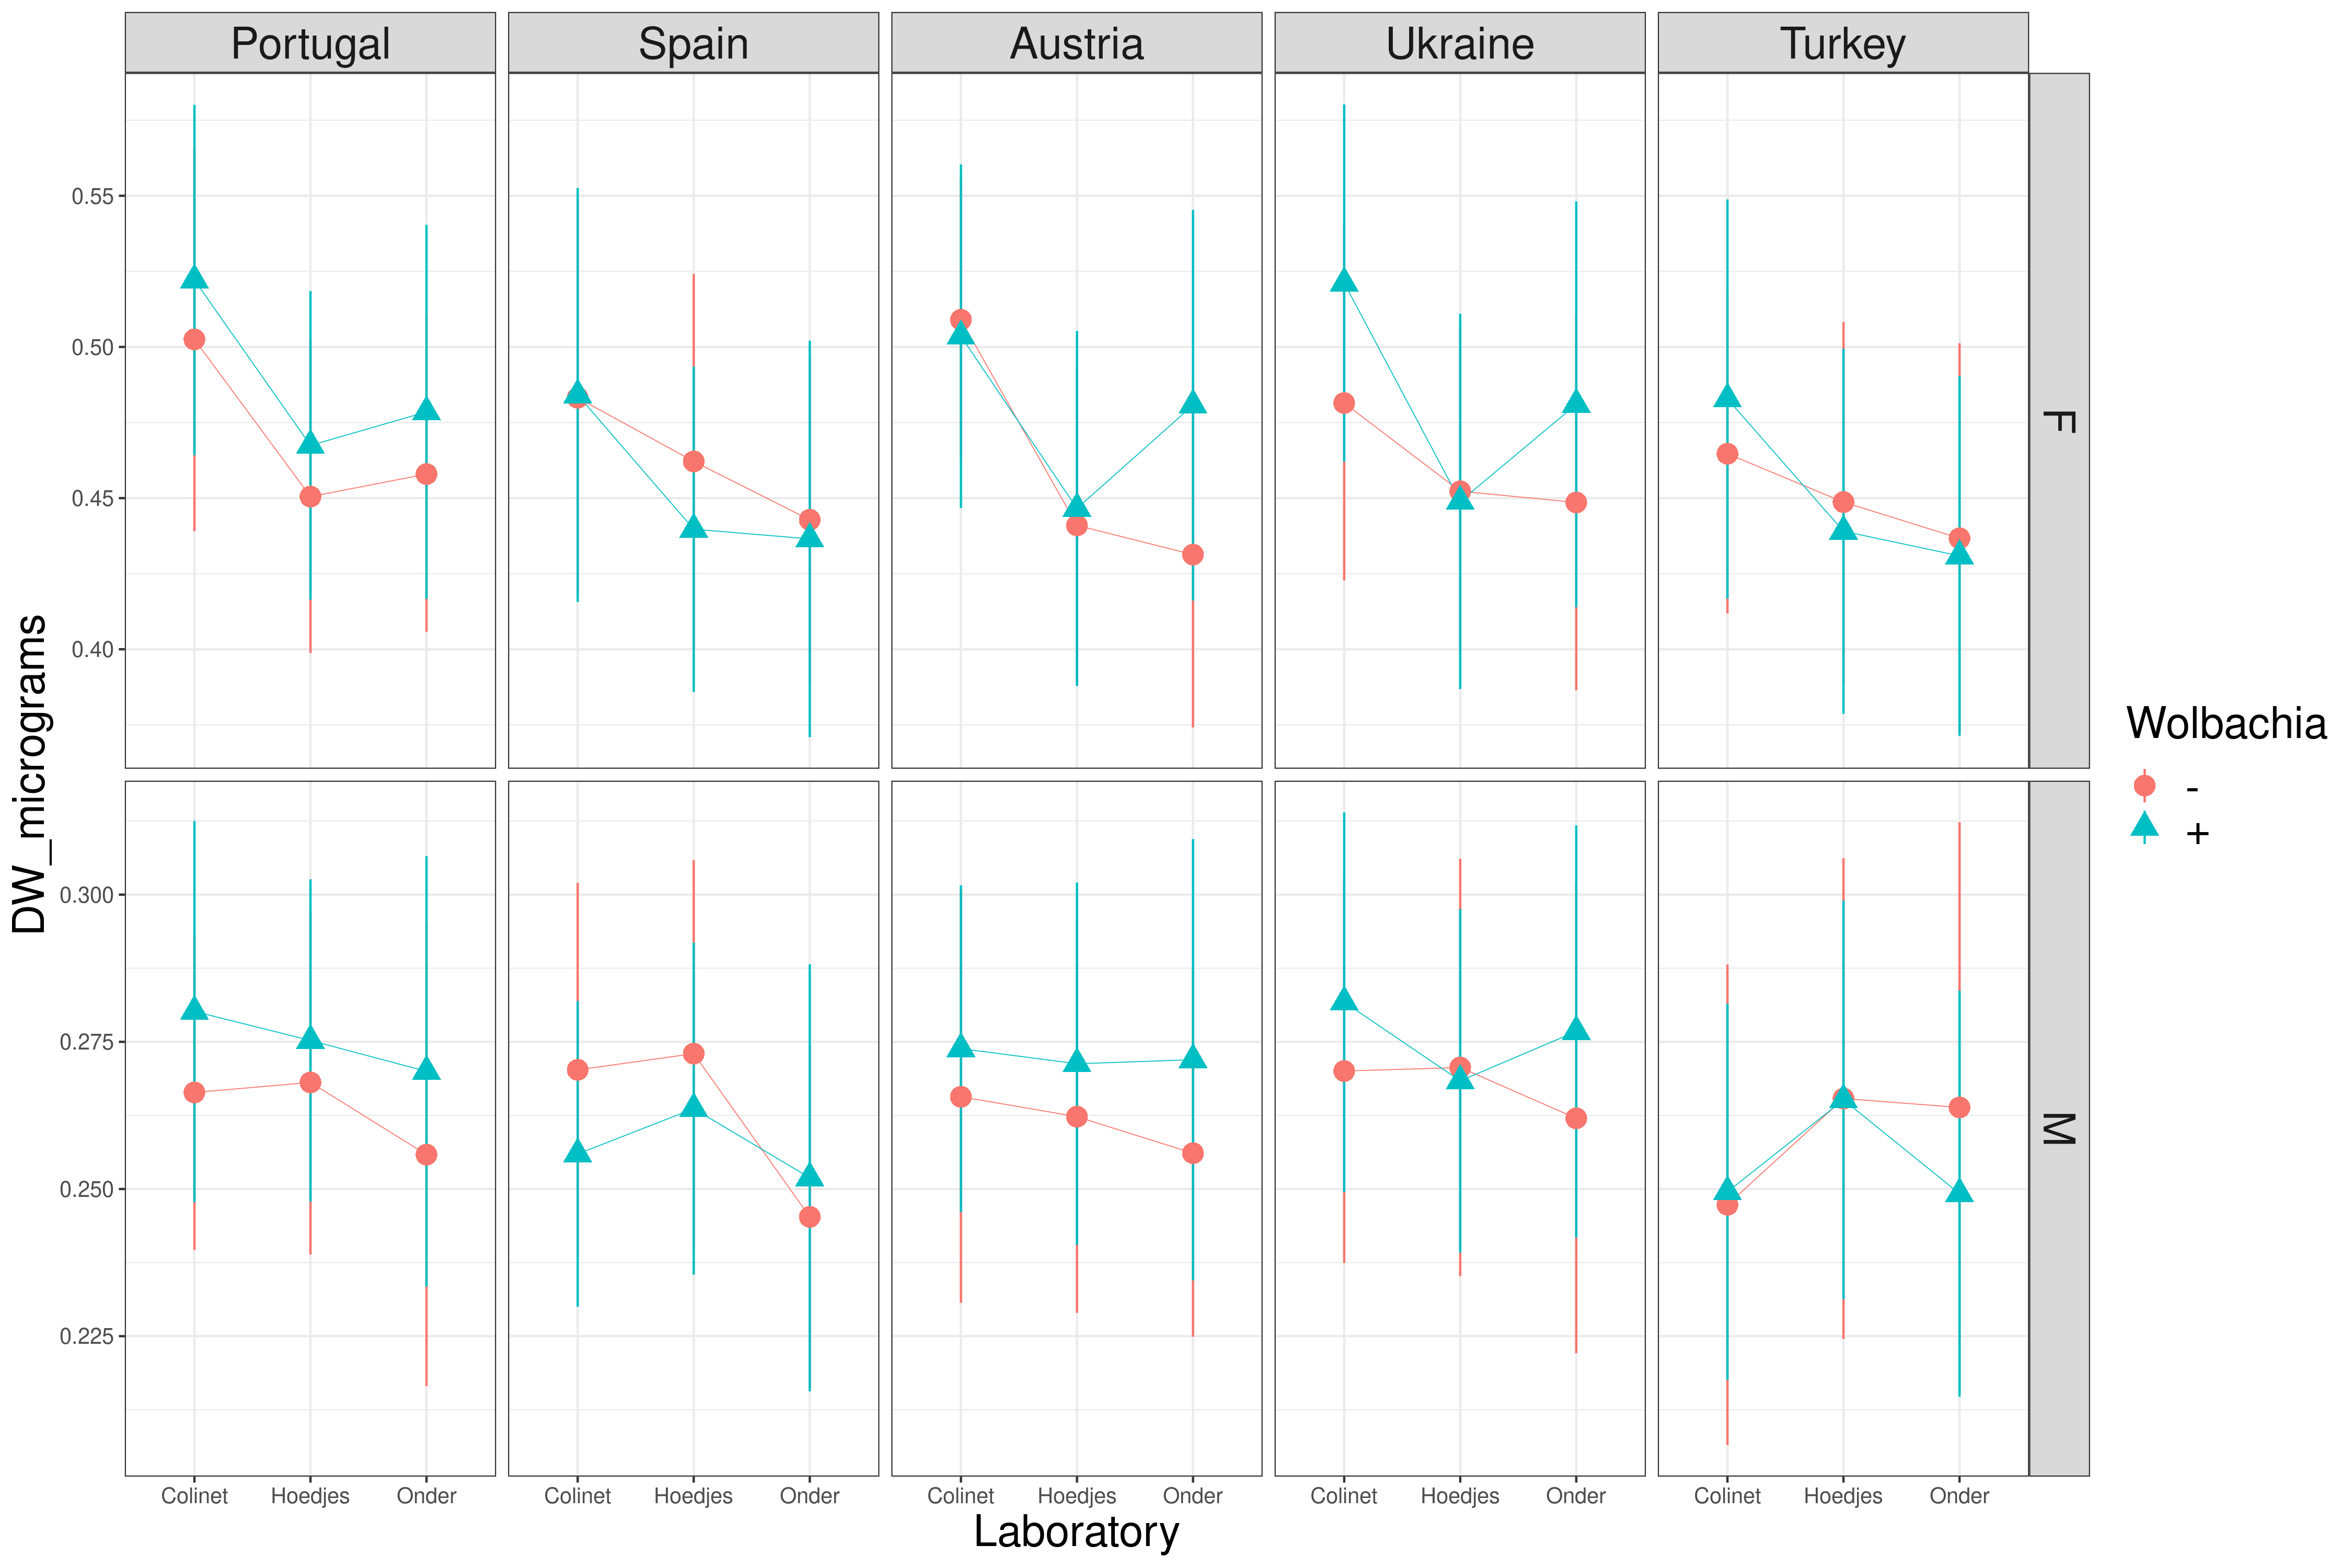 Portugal Spain Austria Ukraine Turkey
0.55
0.50
0.45
0.40
F
DW_micrograms
0.300
0.275
0.250
0.225
M
Colinet Hoedjes Onder Colinet Hoedjes Onder Colinet Hoedjes Onder Colinet Hoedjes Onder Colinet Hoedjes Onder
Laboratory
Wolbachia
-
+